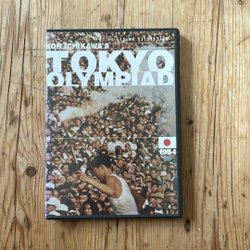 KON ICHIKAWA'S
TOKYO
OLYMPIAD
1964